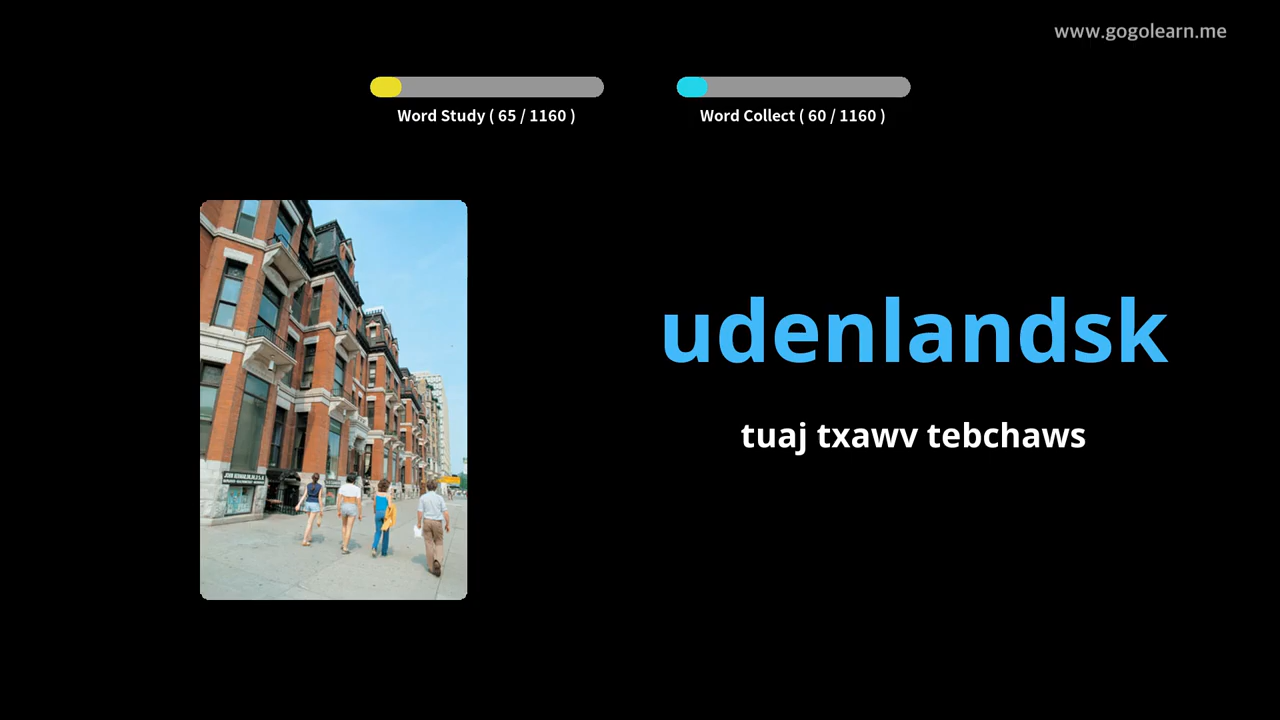 www.gogolearn.me
Word Study ( 65 / 1160 )
Word Collect ( 60 / 1160 )
udenlandsk
tuaj txawv tebchaws